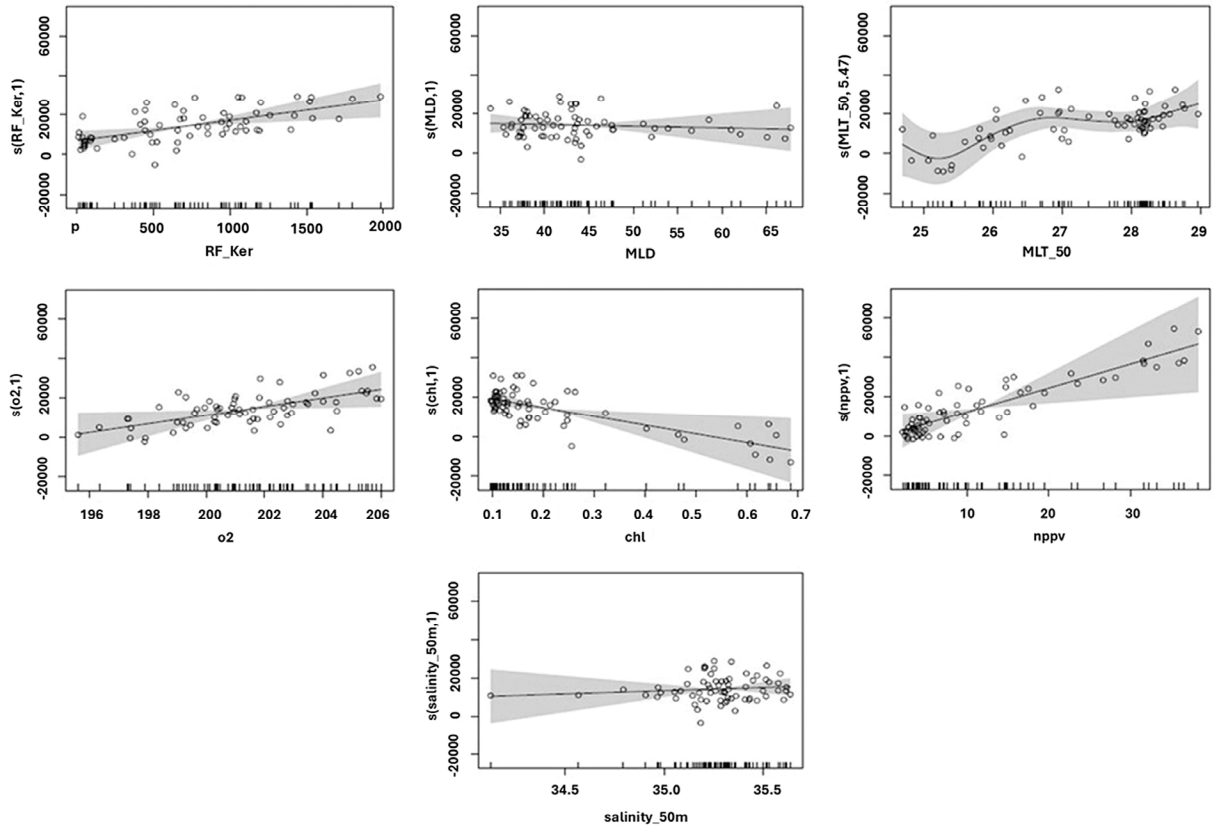 s(RF_Ker,1)
-20000 0 20000 60000
p 500 1000 1500 2000
RF_Ker
s(MLD,1)
-20000 0 20000 60000
35 40 45 50 55 60 65
MLD
s(MLT_50, 5.47)
-20000 0 20000 60000
25 26 27 28 29
MLT_50
s(o2,1)
-20000 0 20000 60000
196 198 200 202 204 206
o2
s(chl,1)
-20000 0 20000 60000
0.1 0.2 0.3 0.4 0.5 0.6 0.7
chl
s(nppv,1)
-20000 0 20000 60000
10 20 30
nppv
s(salinity_50m,1)
-20000 0 20000 60000
34.5 35.0 35.5
salinity_50m